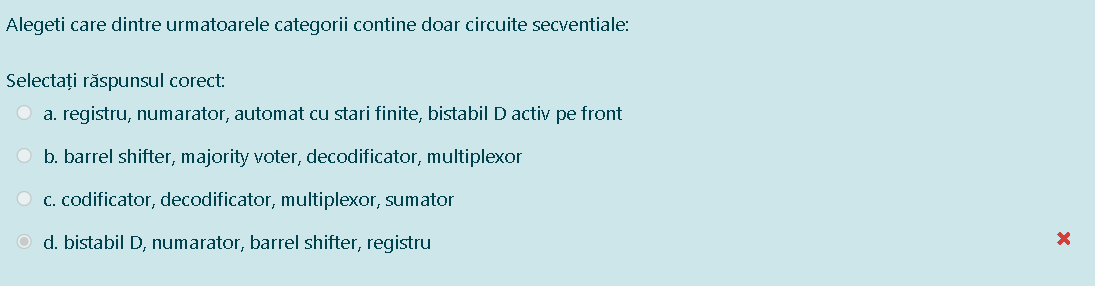 Alegeti care dintre urmatoarele categorii contine doar circuite secventiale:
Selectați răspunsul corect:
a. registru, numarator, automat cu stari finite, bistabil D activ pe front
b. barrel shifter, majority voter, decodificator, multiplexor
c. codificator, decodificator, multiplexor, sumator
d. bistabil D, numarator, barrel shifter, registru